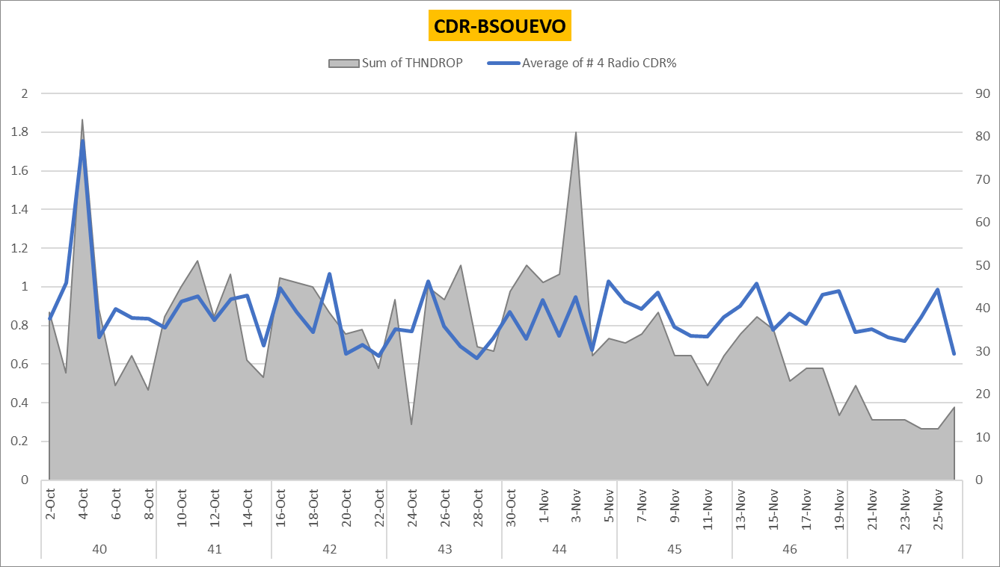 CDR-BSOUEVO
Sum of THNDROP Average of # 4 Radio CDR%
2 90
1.8 80
1.6 70
1.4 60
1.2 50
1 40
0.8 30
0.6 20
0.4 10
0.2 0
0
2-Oct 4-Oct 6-Oct 8-Oct 10-Oct 12-Oct 14-Oct 16-Oct 18-Oct 20-Oct 22-Oct 24-Oct 26-Oct 28-Oct 30-Oct 1-Nov 3-Nov 5-Nov 7-Nov 9-Nov 11-Nov 13-Nov 15-Nov 17-Nov 19-Nov 21-Nov 23-Nov 25-Nov
40 41 42 43 44 45 46 47